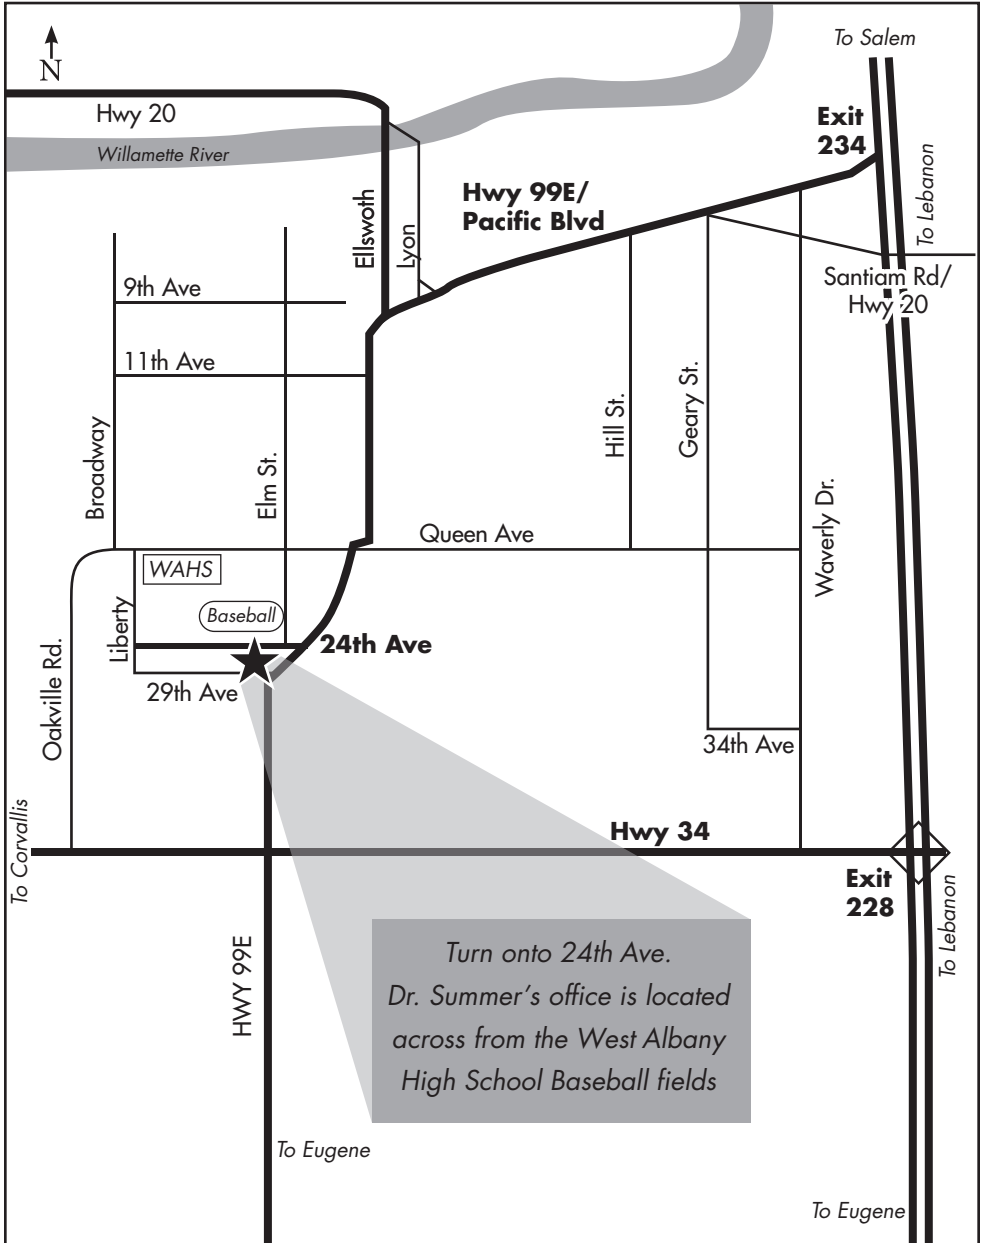 To Salem
N
Hwy 20
Exit
234
Willamette River
To Lebanon
Hwy 99E/
Pacific Blvd
Ellswoth
Lyon
Santiam Rd/
Hwy 20
9th Ave
11th Ave
Broadway
Elm St.
Hill St.
Geary St.
Waverly Dr.
Queen Ave
WAHS
Baseball
Liberty
24th Ave
29th Ave
Oakville Rd.
34th Ave
To Corvallis
Hwy 34
Exit
228
To Lebanon
HWY 99E
Turn onto 24th Ave.
Dr. Summer's office is located
across from the West Albany
High School Baseball fields
To Eugene
To Eugene